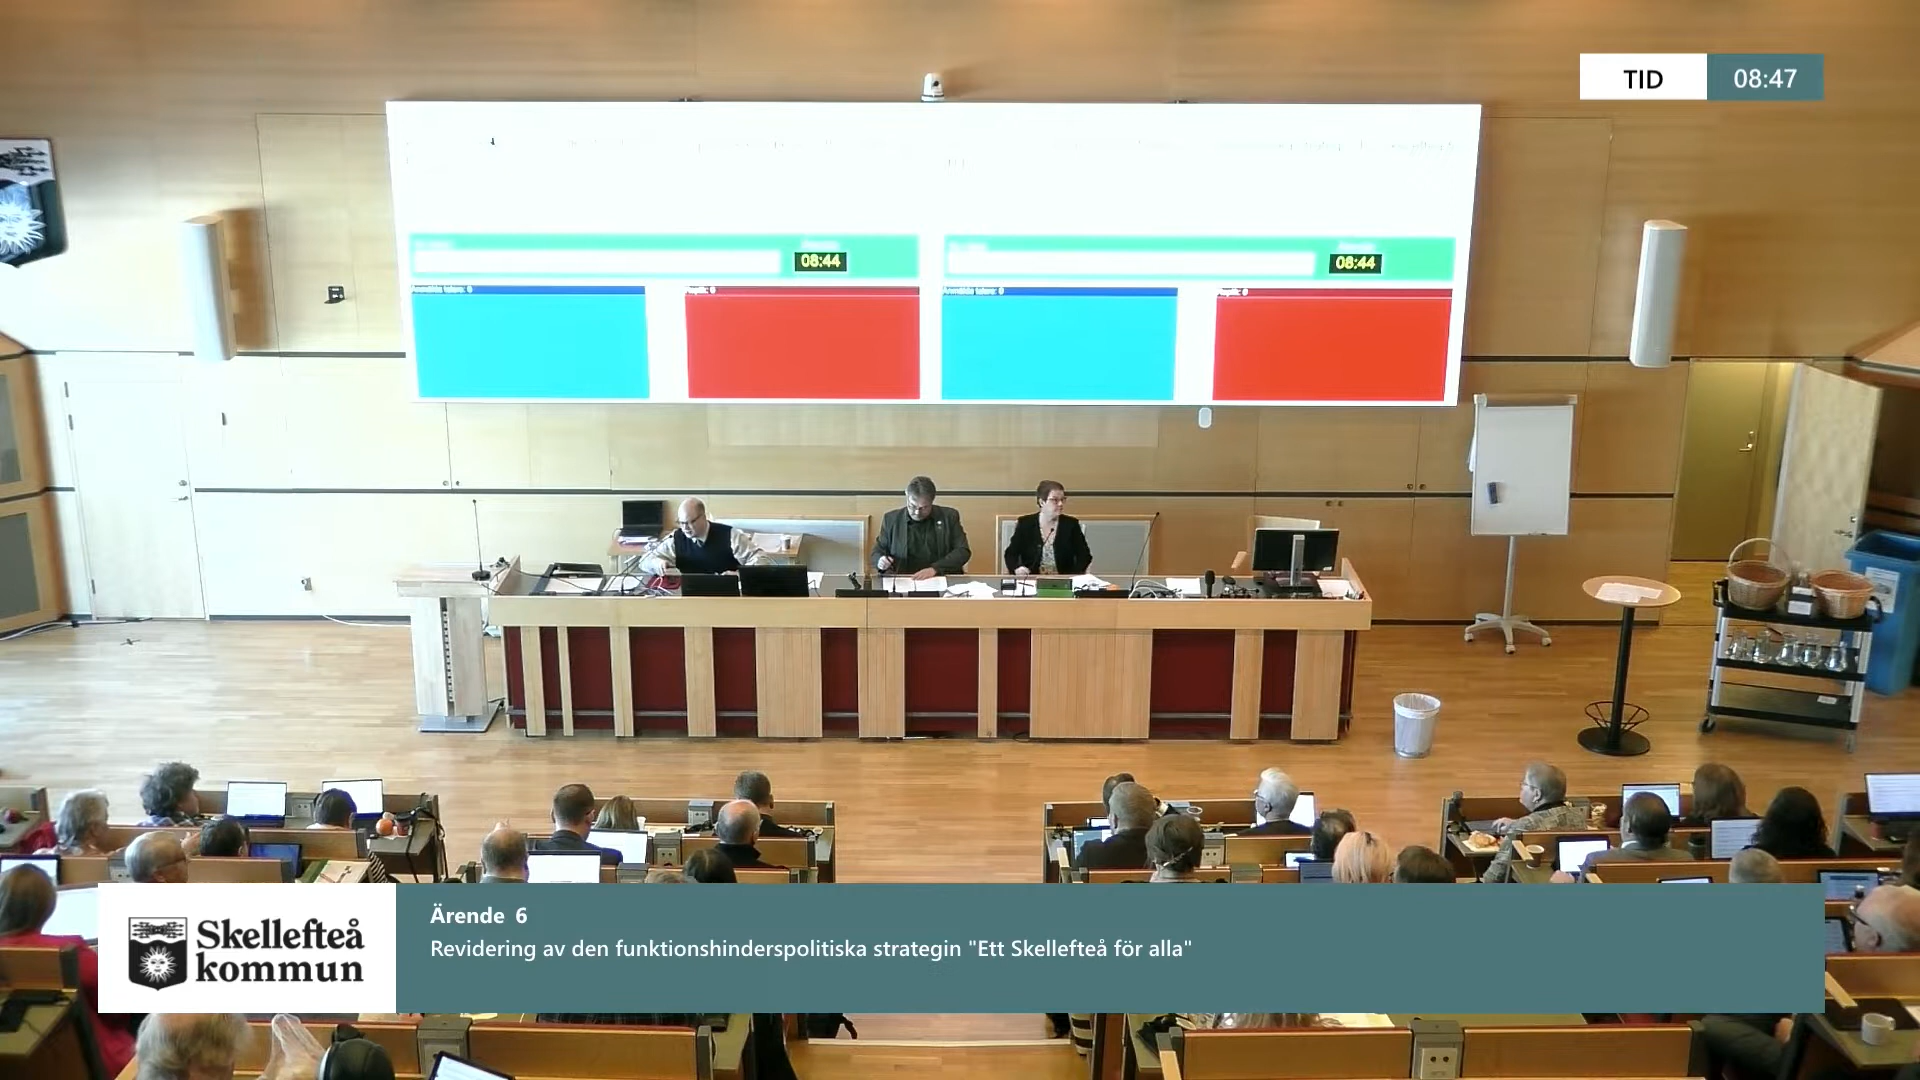 TID 08:47
08:44
08:44
Ärende 6
Revidering av den funktionshinderspolitiska strategin "Ett Skellefteå för alla"
Skellefteå
kommun